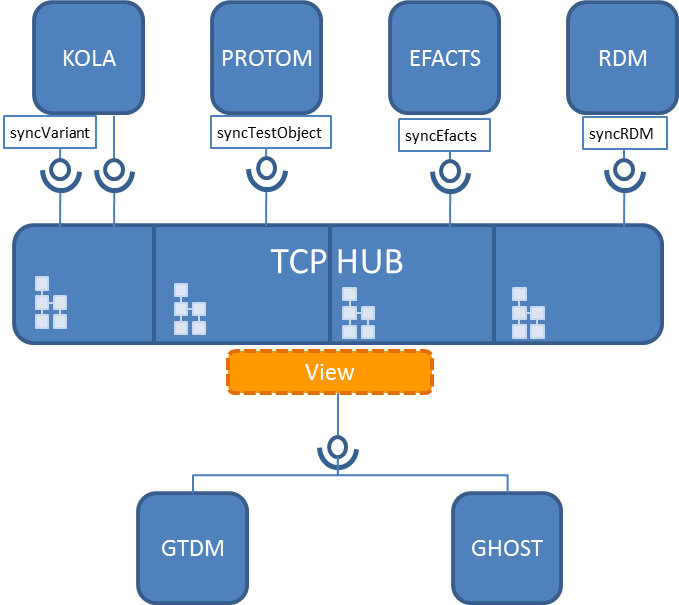 KOLA
PROTOM
EFACTS
RDM
syncVariant
syncTestObject
syncEfacts
syncRDM
TCP HUB
View
GTDM
GHOST